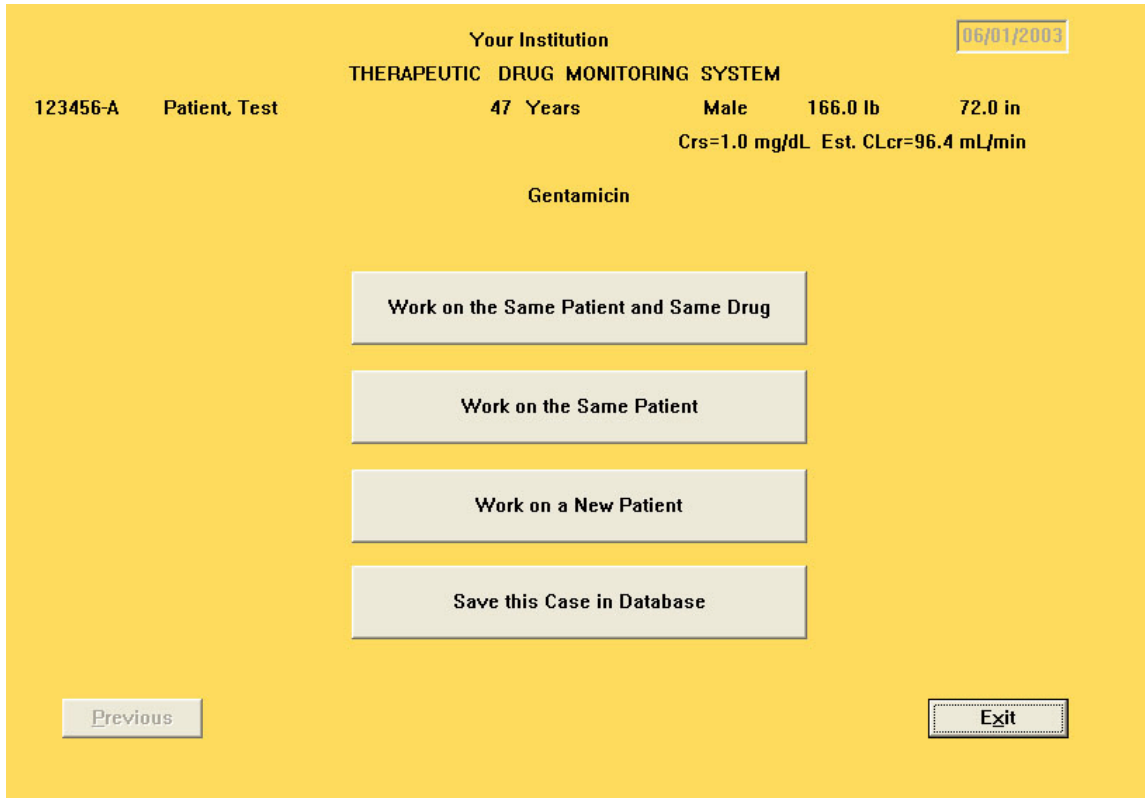 Your Institution 06/01/2003
THERAPEUTIC DRUG MONITORING SYSTEM
123456-A Patient, Test 47 Years Male 166.0 lb 72.0 in
Crs=1.0 mg/dL Est. CLcr=96.4 mL/min
Gentamicin
Work on the Same Patient and Same Drug
Work on the Same Patient
Work on a New Patient
Save this Case in Database
Previous Exit